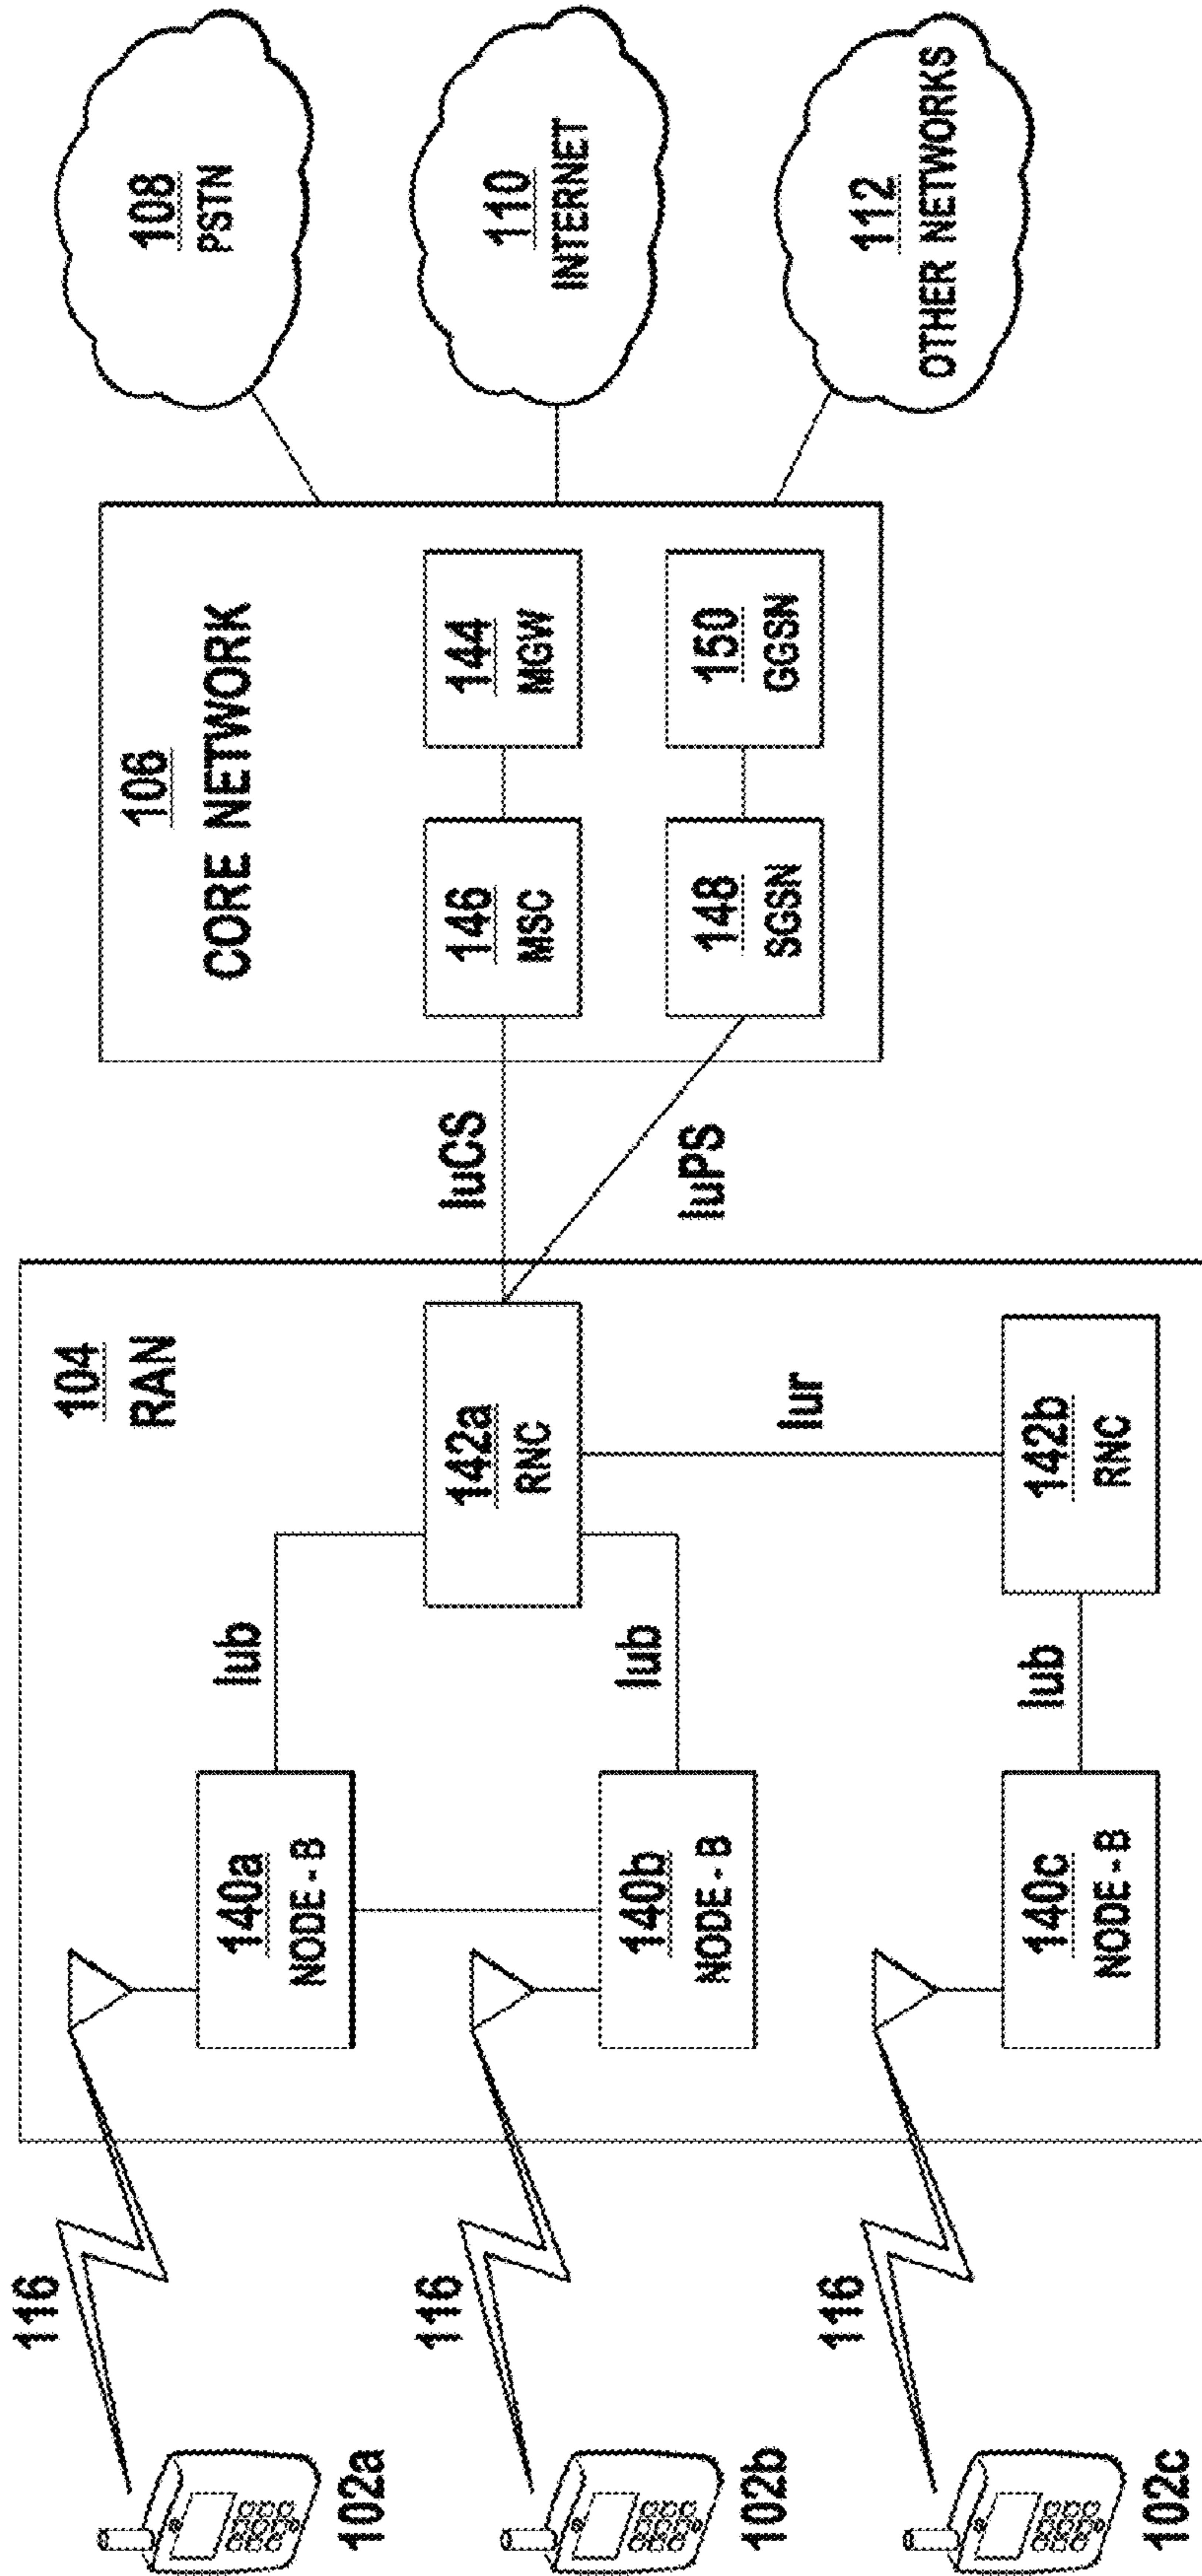 116
102a
116
102b
116
102c
104
RAN
140a
NODE - B
140b
NODE - B
140c
NODE - B
Iub
Iub
Iub
142a
RNC
142b
RNC
Iur
IuCS
IuPS
106
CORE NETWORK
146
MSC
144
MGW
148
SGSN
150
GGSN
108
PSTN
110
INTERNET
112
OTHER NETWORKS